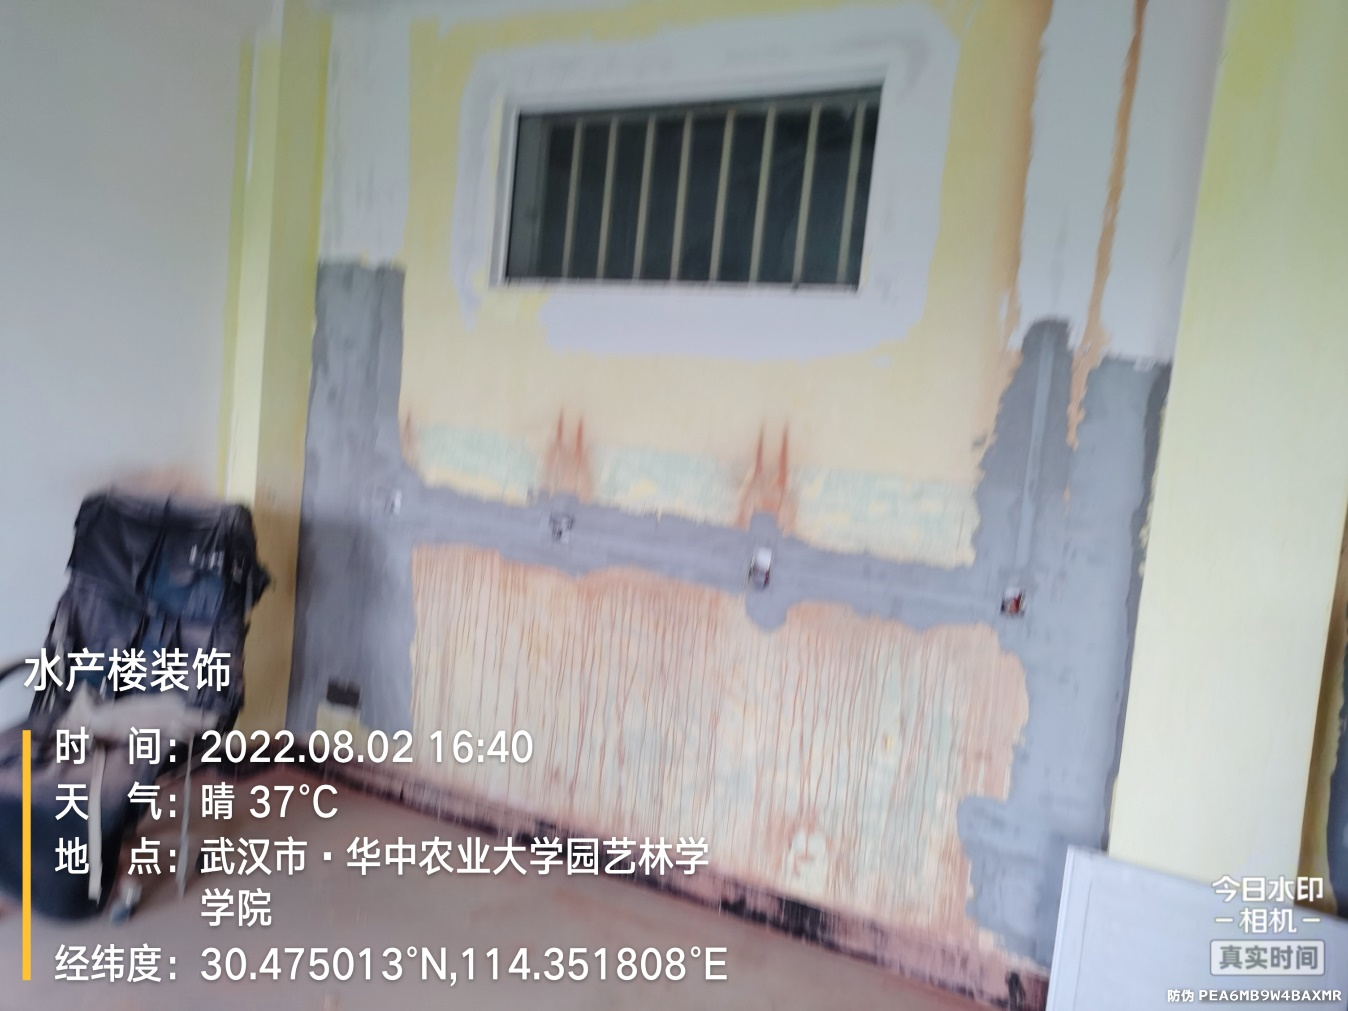 水产楼装饰
时 间：2022.08.02 16:40
天 气：晴 37°C
地 点：武汉市·华中农业大学园艺林学
学院
经纬度：30.475013°N,114.351808°E
今日水印
-相机-
真实时间
防伪 PEA6MB9W4BAXMR